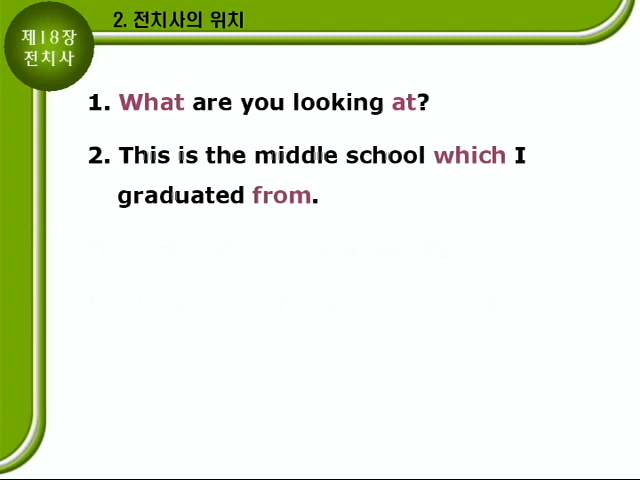 2. 전치사의 위치
제18장
전치사
1. What are you looking at?
2. This is the middle school which I
graduated from.